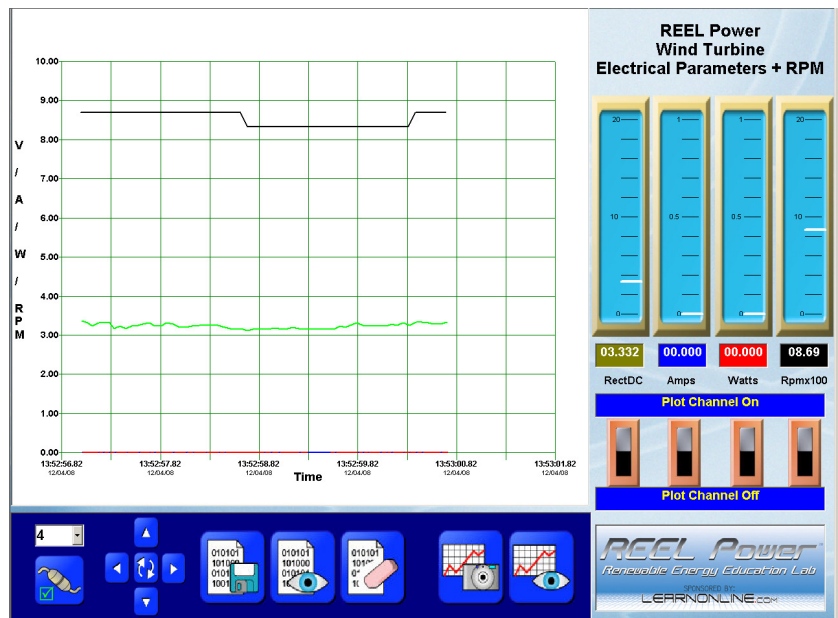 REEL Power
Wind Turbine
Electrical Parameters + RPM
10.00
9.00
8.00
7.00
6.00
5.00
4.00
3.00
2.00
1.00
0.00
V / A / W / RPM
13:52:56.82 13:52:57.82 13:52:58.82 13:52:59.82 13:53:00.82 13:53:01.82
12/04/08 12/04/08 12/04/08 12/04/08 12/04/08 12/04/08
Time
20 1 1 20
10 0.5 0.5 10
0 0 0 0
03.332 00.000 00.000 08.69
RectDC Amps Watts Rpmx100
Plot Channel On
Plot Channel Off
4
010101 010101 010101
101000
REEL Power
Renewable Energy Education Lab
SPONSORED BY:
LEARNONLINE.COM